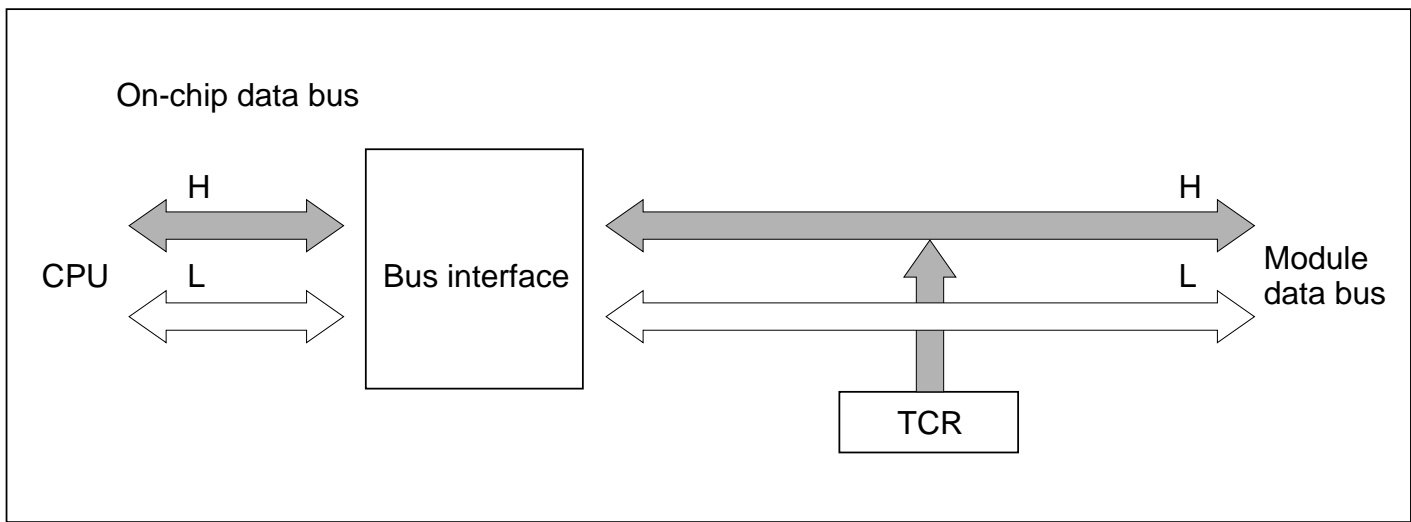 On-chip data bus
H
H
CPU
L
Bus interface
L
Module
data bus
TCR